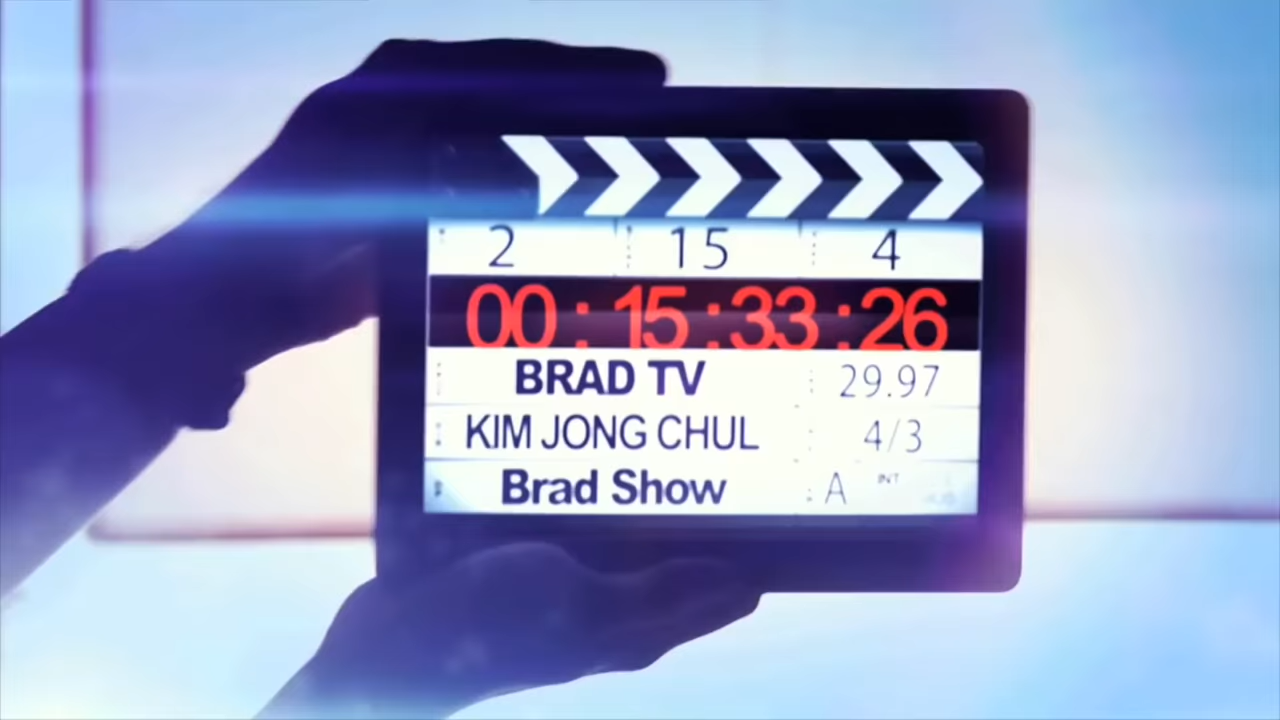 2 15 4
00:15:33:26
BRAD TV 29.97
KIM JONG CHUL 4/3
Brad Show A INT